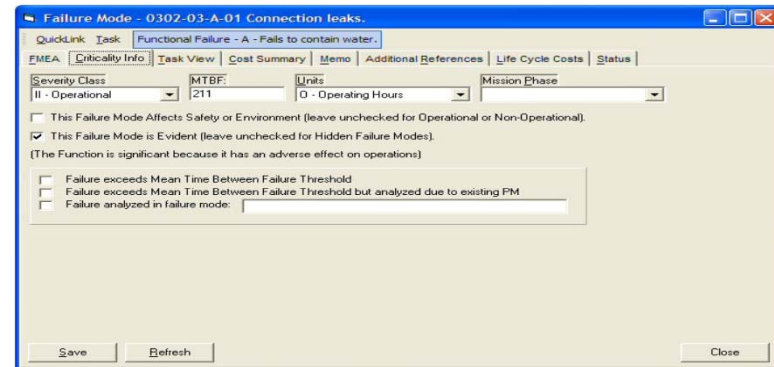 Failure Mode - 0302-03-A-01 Connection leaks.
QuickLink Task Functional Failure - A - Fails to contain water.
FMEA Criticality Info Task View Cost Summary Memo Additional References Life Cycle Costs Status
Severity Class MTBF: Units Mission Phase
II - Operational 211 O - Operating Hours
This Failure Mode Affects Safety or Environment (leave unchecked for Operational or Non-Operational).
This Failure Mode is Evident (leave unchecked for Hidden Failure Modes).
(The Function is significant because it has an adverse effect on operations)
Failure exceeds Mean Time Between Failure Threshold
Failure exceeds Mean Time Between Failure Threshold but analyzed due to existing PM
Failure analyzed in failure mode:
Save Refresh Close